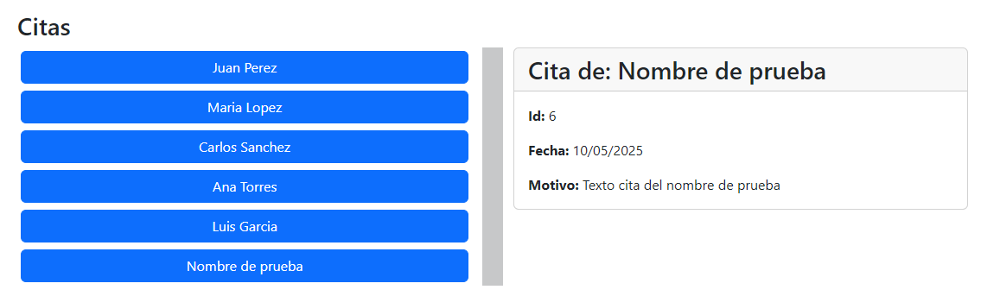 Citas
Juan Perez
Maria Lopez
Carlos Sanchez
Ana Torres
Luis Garcia
Nombre de prueba
Cita de: Nombre de prueba
Id: 6
Fecha: 10/05/2025
Motivo: Texto cita del nombre de prueba